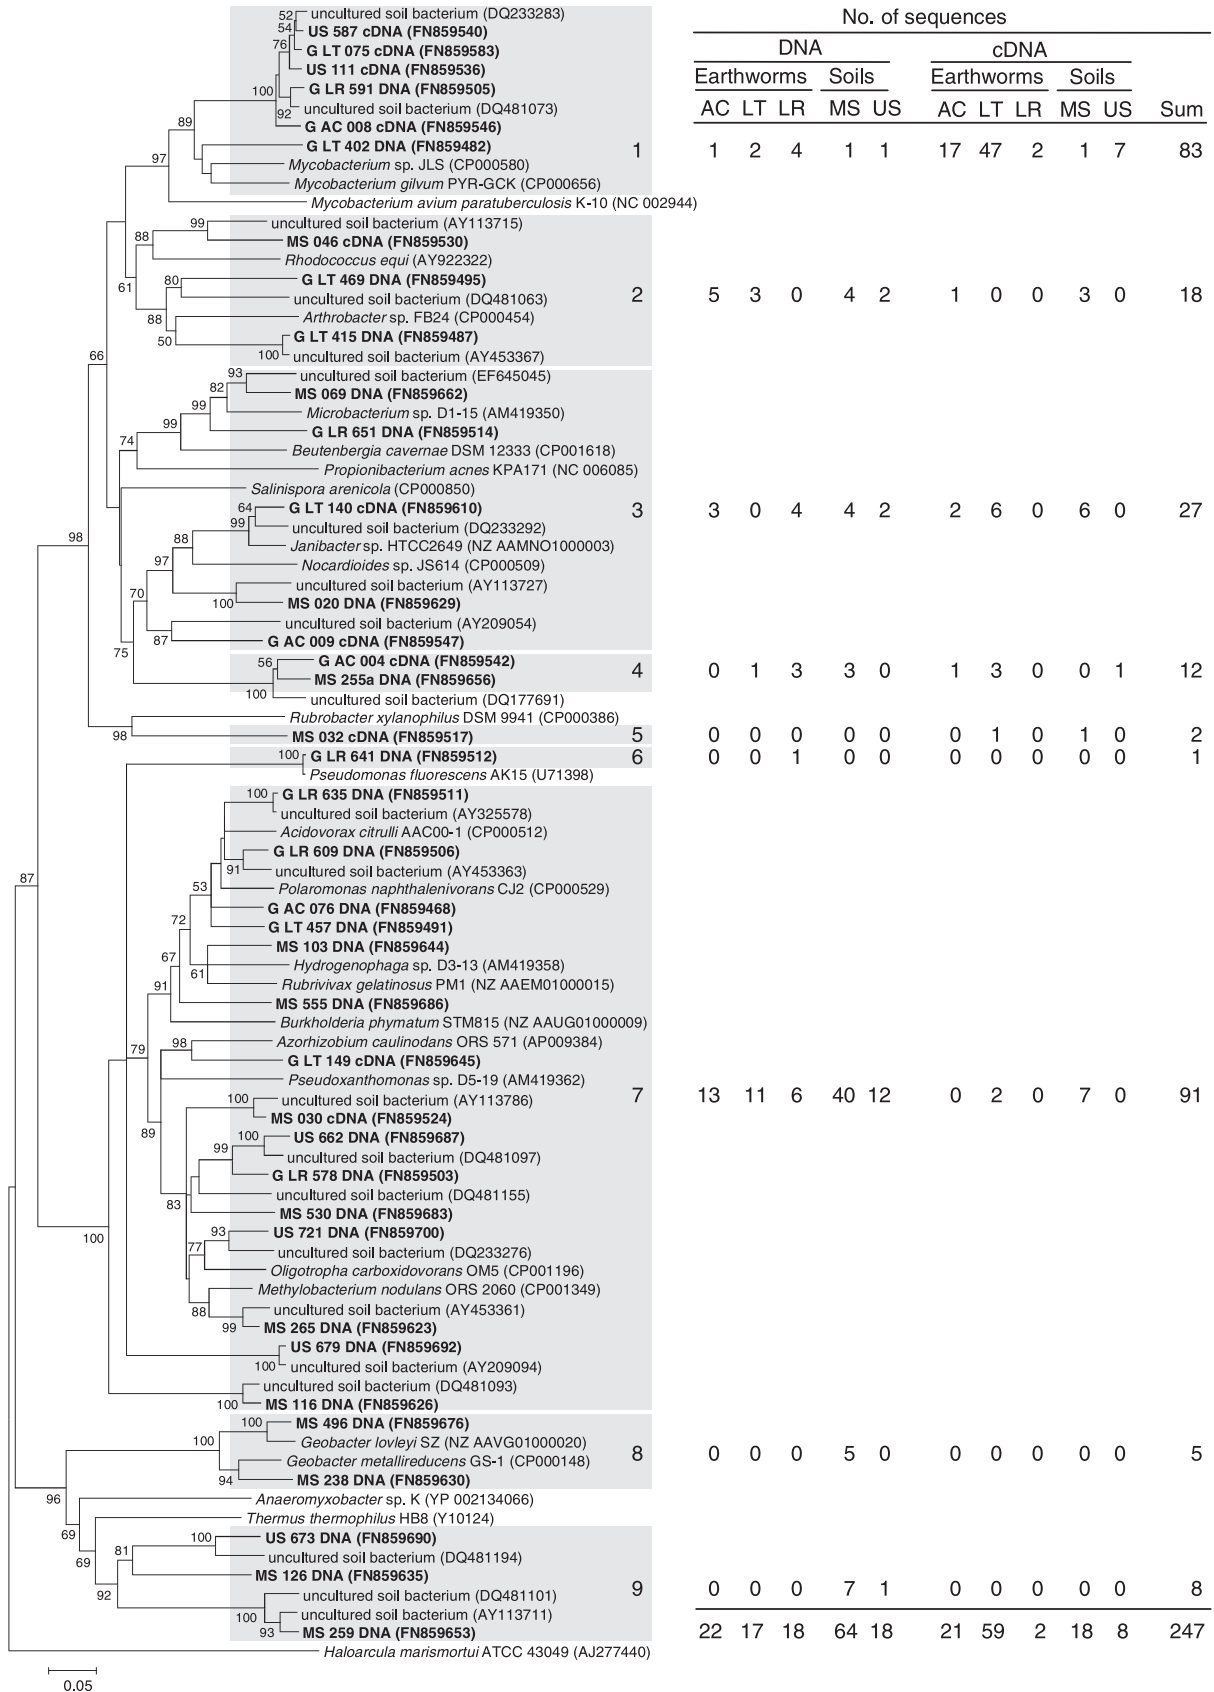 No. of sequences
DNA cDNA
Earthworms Soils Earthworms Soils
AC LT LR MS US AC LT LR MS US Sum
52 uncultured soil bacterium (DQ233283)
54 US 587 cDNA (FN859540)
76 G LT 075 cDNA (FN859583)
US 111 cDNA (FN859536)
100 G LR 591 DNA (FN859505)
92 uncultured soil bacterium (DQ481073)
89 G AC 008 cDNA (FN859546)
G LT 402 DNA (FN859482) 1 1 2 4 1 1 17 47 2 1 7 83
97 Mycobacterium sp. JLS (CP000580)
Mycobacterium gilvum PYR-GCK (CP000656)
Mycobacterium avium paratuberculosis K-10 (NC 002944)
99 uncultured soil bacterium (AY113715)
88 MS 046 cDNA (FN859530)
Rhodococcus equi (AY922322)
61 80 G LT 469 DNA (FN859495)
uncultured soil bacterium (DQ481063) 2 5 3 0 4 2 1 0 0 3 0 18
88 Arthrobacter sp. FB24 (CP000454)
50 G LT 415 DNA (FN859487)
100 uncultured soil bacterium (AY453367)
66
93 uncultured soil bacterium (EF645045)
82 MS 069 DNA (FN859662)
99 Microbacterium sp. D1-15 (AM419350)
99 G LR 651 DNA (FN859514)
74 Beutenbergia cavernae DSM 12333 (CP001618)
Propionibacterium acnes KPA171 (NC 006085)
Salinispora arenicola (CP000850)
64 G LT 140 cDNA (FN859610) 3 3 0 4 4 2 2 6 0 6 0 27
99 uncultured soil bacterium (DQ233292)
98 88 Janibacter sp. HTCC2649 (NZ AAMNO1000003)
97 Nocardioides sp. JS614 (CP000509)
uncultured soil bacterium (AY113727)
70 100 MS 020 DNA (FN859629)
uncultured soil bacterium (AY209054)
87 G AC 009 cDNA (FN859547)
75
56 G AC 004 cDNA (FN859542) 4 0 1 3 3 0 1 3 0 0 1 12
MS 255a DNA (FN859656)
100 uncultured soil bacterium (DQ177691)
Rubrobacter xylanophilus DSM 9941 (CP000386)
98 MS 032 cDNA (FN859517) 5 0 0 0 0 0 0 1 0 1 0 2
100 G LR 641 DNA (FN859512) 6 0 0 1 0 0 0 0 0 0 0 1
Pseudomonas fluorescens AK15 (U71398)
100 G LR 635 DNA (FN859511)
uncultured soil bacterium (AY325578)
Acidovorax citrulli AAC00-1 (CP000512)
G LR 609 DNA (FN859506)
91 uncultured soil bacterium (AY453363)
87 53 Polaromonas naphthalenivorans CJ2 (CP000529)
G AC 076 DNA (FN859468)
72 G LT 457 DNA (FN859491)
MS 103 DNA (FN859644)
67 61 Hydrogenophaga sp. D3-13 (AM419358)
Rubrivivax gelatinosus PM1 (NZ AAEM01000015)
91 MS 555 DNA (FN859686)
Burkholderia phymatum STM815 (NZ AAUG01000009)
79 98 Azorhizobium caulinodans ORS 571 (AP009384)
G LT 149 cDNA (FN859645)
Pseudoxanthomonas sp. D5-19 (AM419362)
100 uncultured soil bacterium (AY113786) 7 13 11 6 40 12 0 2 0 7 0 91
MS 030 cDNA (FN859524)
89 100 US 662 DNA (FN859687)
99 uncultured soil bacterium (DQ481097)
G LR 578 DNA (FN859503)
uncultured soil bacterium (DQ481155)
83 MS 530 DNA (FN859683)
93 US 721 DNA (FN859700)
100 77 uncultured soil bacterium (DQ233276)
Oligotropha carboxidovorans OM5 (CP001196)
Methylobacterium nodulans ORS 2060 (CP001349)
88 uncultured soil bacterium (AY453361)
99 MS 265 DNA (FN859623)
US 679 DNA (FN859692)
100 uncultured soil bacterium (AY209094)
uncultured soil bacterium (DQ481093)
100 MS 116 DNA (FN859626)
100 MS 496 DNA (FN859676)
100 Geobacter lovleyi SZ (NZ AAVG01000020)
Geobacter metallireducens GS-1 (CP000148) 8 0 0 0 5 0 0 0 0 0 0 5
94 MS 238 DNA (FN859630)
96 Anaeromyxobacter sp. K (YP 002134066)
Thermus thermophilus HB8 (Y10124)
69 100 US 673 DNA (FN859690)
69 81 uncultured soil bacterium (DQ481194)
MS 126 DNA (FN859635)
92 uncultured soil bacterium (DQ481101) 9 0 0 0 7 1 0 0 0 0 0 8
100 uncultured soil bacterium (AY113711)
93 MS 259 DNA (FN859653) 22 17 18 64 18 21 59 2 18 8 247
Haloarcula marismortui ATCC 43049 (AJ277440)
0.05